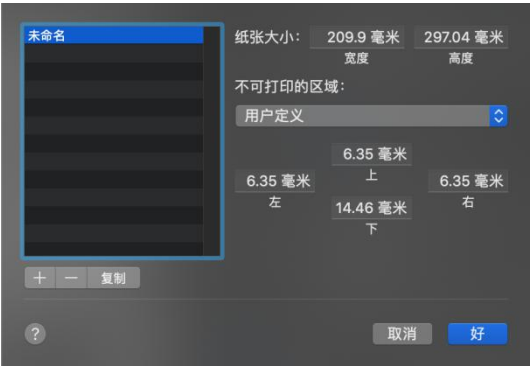 未命名
纸张大小： 209.9 毫米 297.04 毫米
宽度 高度
不可打印的区域：
用户定义
6.35 毫米
上
6.35 毫米 6.35 毫米
左 右
14.46 毫米
下
＋ － 复制
? 取消 好